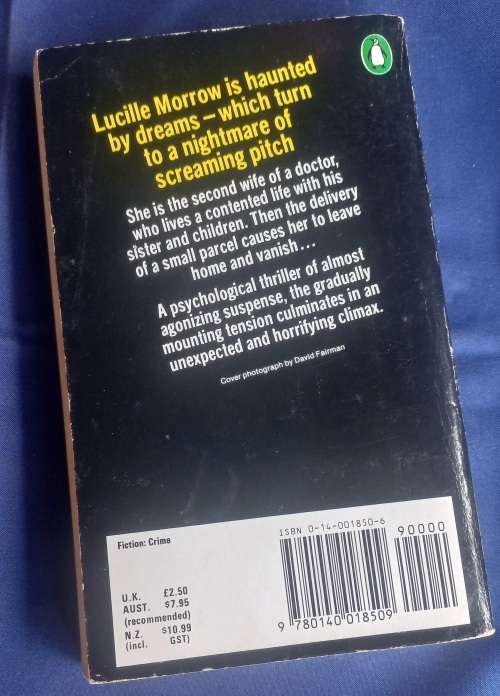 Lucille Morrow is haunted
by dreams – which turn
to a nightmare of
screaming pitch
She is the second wife of a doctor,
who lives a contented life with his
sister and children. Then the delivery
of a small parcel causes her to leave
home and vanish...
A psychological thriller of almost
agonizing suspense, the gradually
mounting tension culminates in an
unexpected and horrifying climax.
Cover photograph by David Fairman
Fiction: Crime
ISBN 0-14-001850-6
90000
U.K. £2.50
AUST. $7.95
(recommended)
N.Z. $10.99
(incl. GST)
9 780140 018509